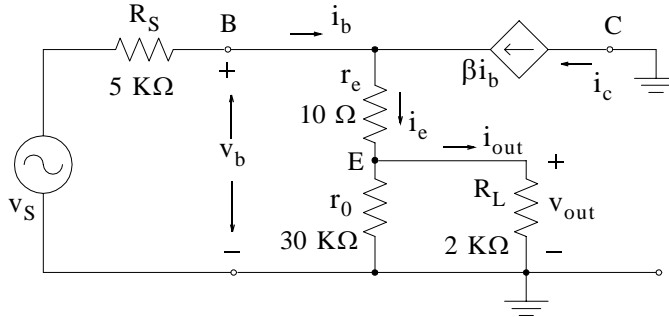 R_S
B
i_b
C
+
5 KΩ
r_e
10 Ω
βi_b
i_c
i_e
v_b
E
i_out
+
v_S
r_0
30 KΩ
R_L
2 KΩ
v_out
–
–